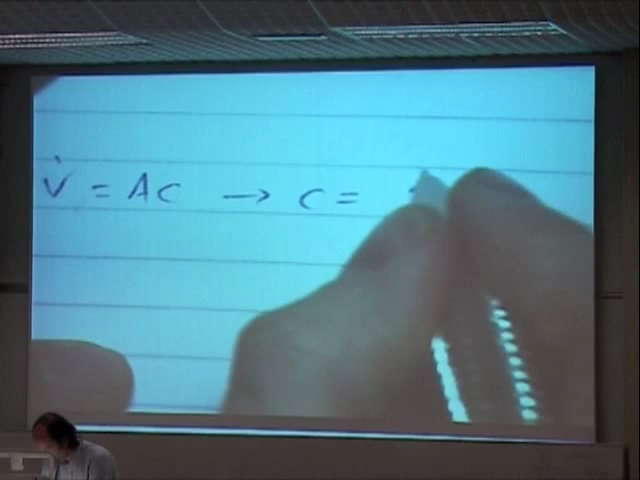 V̇ = AC → C =